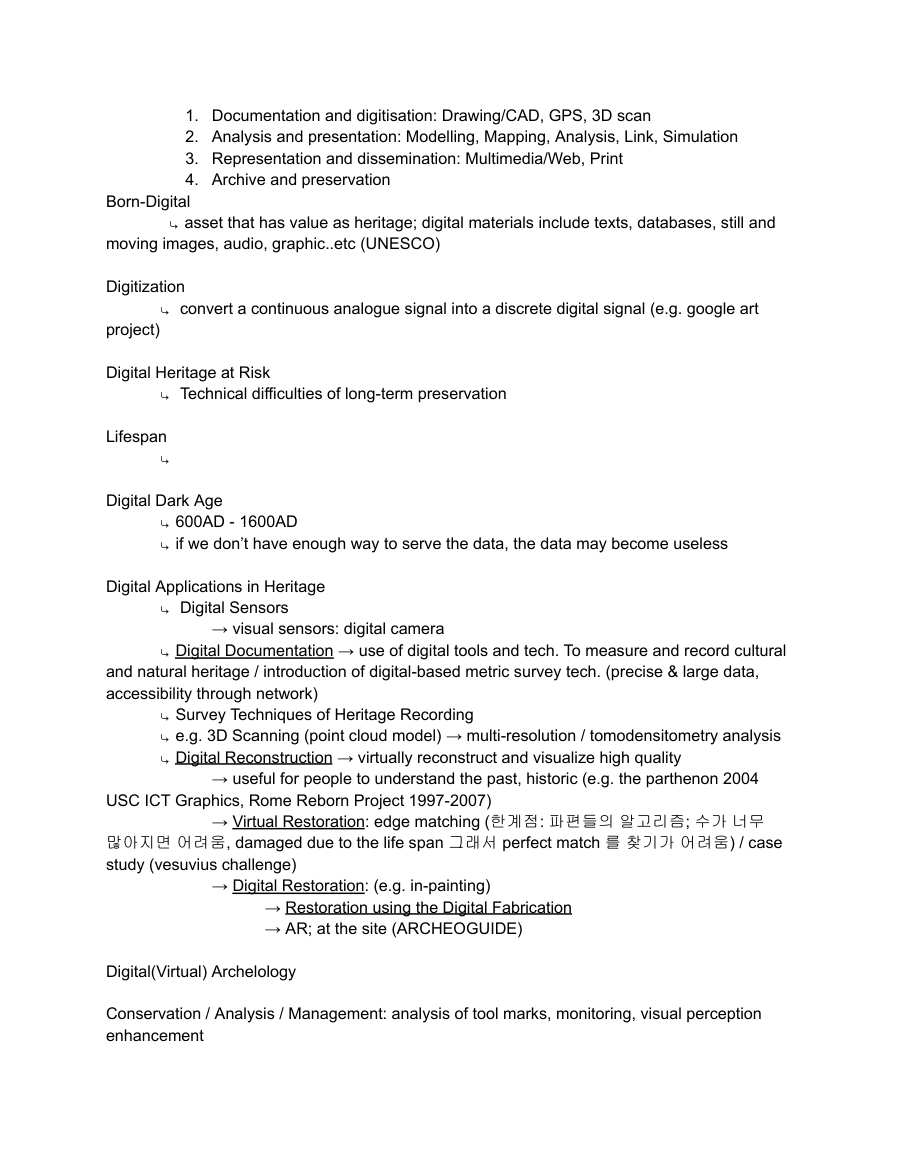 1. Documentation and digitisation: Drawing/CAD, GPS, 3D scan
2. Analysis and presentation: Modelling, Mapping, Analysis, Link, Simulation
3. Representation and dissemination: Multimedia/Web, Print
4. Archive and preservation
Born-Digital
⤷ asset that has value as heritage; digital materials include texts, databases, still and
moving images, audio, graphic..etc (UNESCO)
Digitization
⤷ convert a continuous analogue signal into a discrete digital signal (e.g. google art
project)
Digital Heritage at Risk
⤷ Technical difficulties of long-term preservation
Lifespan
⤷
Digital Dark Age
⤷ 600AD - 1600AD
⤷ if we don’t have enough way to serve the data, the data may become useless
Digital Applications in Heritage
⤷ Digital Sensors
→ visual sensors: digital camera
⤷ Digital Documentation → use of digital tools and tech. To measure and record cultural
and natural heritage / introduction of digital-based metric survey tech. (precise & large data,
accessibility through network)
⤷ Survey Techniques of Heritage Recording
⤷ e.g. 3D Scanning (point cloud model) → multi-resolution / tomodensitometry analysis
⤷ Digital Reconstruction → virtually reconstruct and visualize high quality
→ useful for people to understand the past, historic (e.g. the parthenon 2004
USC ICT Graphics, Rome Reborn Project 1997-2007)
→ Virtual Restoration: edge matching (한계점: 파편들의 알고리즘; 수가 너무
많아지면 어려움, damaged due to the life span 그래서 perfect match 를 찾기가 어려움) / case
study (vesuvius challenge)
→ Digital Restoration: (e.g. in-painting)
→ Restoration using the Digital Fabrication
→ AR; at the site (ARCHEOGUIDE)
Digital(Virtual) Archelology
Conservation / Analysis / Management: analysis of tool marks, monitoring, visual perception
enhancement